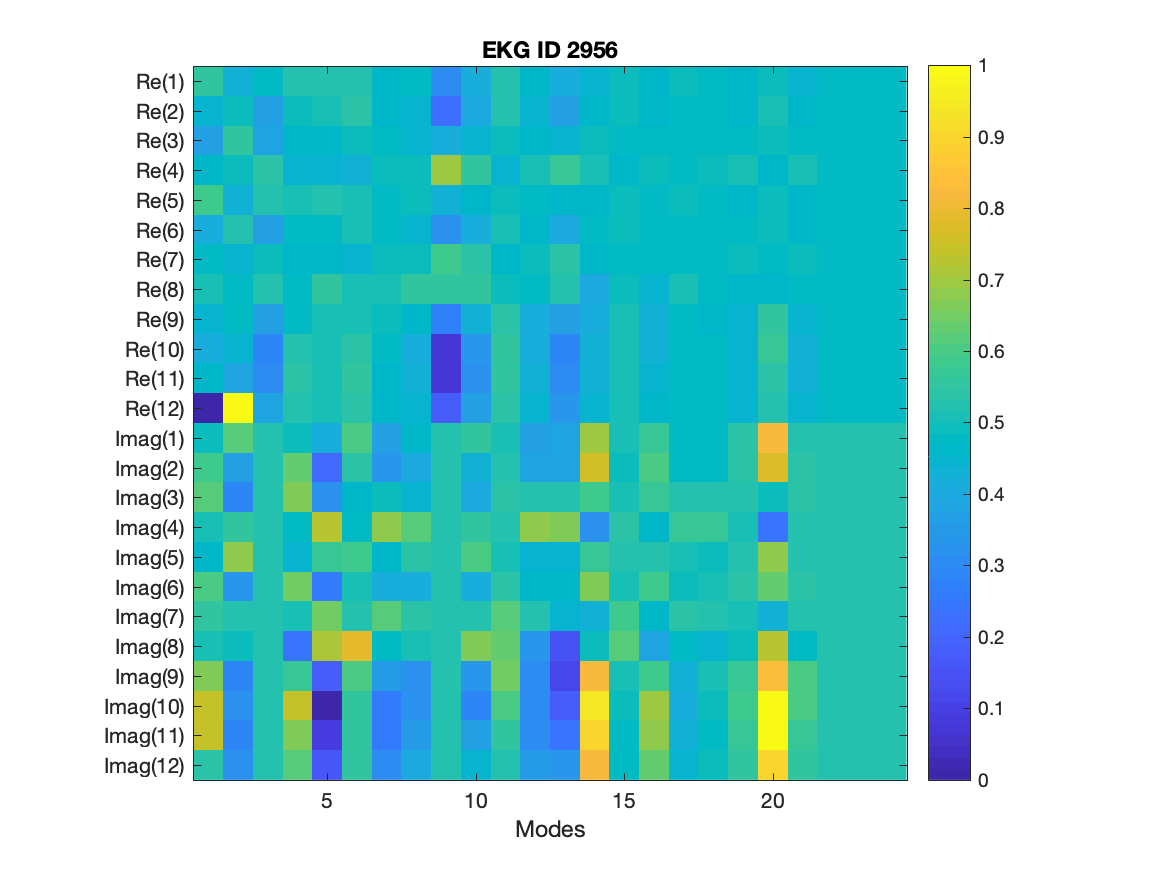 EKG ID 2956
Re(1)
Re(2)
Re(3)
Re(4)
Re(5)
Re(6)
Re(7)
Re(8)
Re(9)
Re(10)
Re(11)
Re(12)
Imag(1)
Imag(2)
Imag(3)
Imag(4)
Imag(5)
Imag(6)
Imag(7)
Imag(8)
Imag(9)
Imag(10)
Imag(11)
Imag(12)
5 10 15 20
Modes
1
0.9
0.8
0.7
0.6
0.5
0.4
0.3
0.2
0.1
0